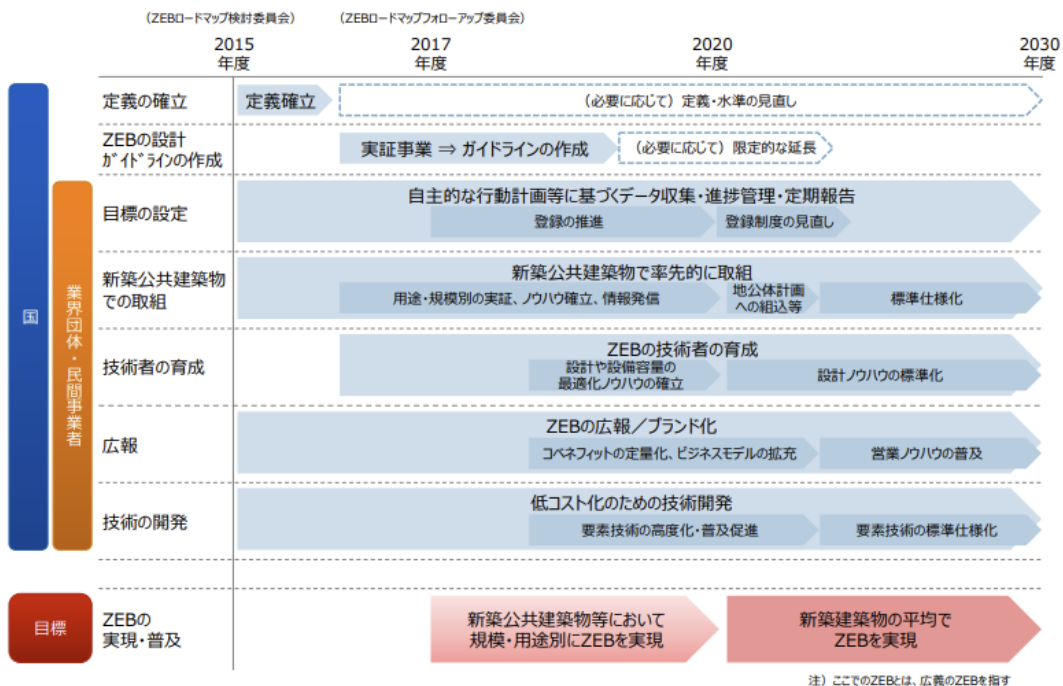 （ZEBロードマップ検討委員会）
（ZEBロードマップフォローアップ委員会）
2015
年度
2017
年度
2020
年度
2030
年度
国
業界団体・民間事業者
定義の確立
定義確立
（必要に応じて）定義・水準の見直し
ZEBの設計
ｶﾞｲﾄﾞﾗｲﾝの作成
実証事業 ⇒ ガイドラインの作成
（必要に応じて）限定的な延長
目標の設定
自主的な行動計画等に基づくデータ収集・進捗管理・定期報告
登録の推進
登録制度の見直し
新築公共建築物
での取組
新築公共建築物で率先的に取組
用途・規模別の実証、ノウハウ確立、情報発信
地公体計画
への組込等
標準仕様化
技術者の育成
ZEBの技術者の育成
設計や設備容量の
最適化ノウハウの確立
設計ノウハウの標準化
広報
ZEBの広報／ブランド化
コベネフィットの定量化、ビジネスモデルの拡充
営業ノウハウの普及
技術の開発
低コスト化のための技術開発
要素技術の高度化・普及促進
要素技術の標準仕様化
目標
ZEBの
実現・普及
新築公共建築物等において
規模・用途別にZEBを実現
新築建築物の平均で
ZEBを実現
注）ここでのZEBとは、広義のZEBを指す